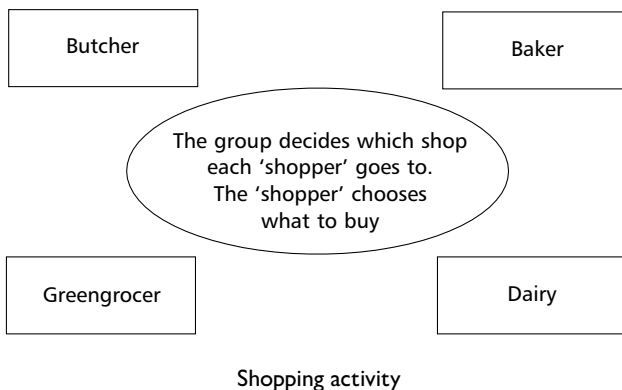 Butcher
Baker
The group decides which shop
each ‘shopper’ goes to.
The ‘shopper’ chooses
what to buy
Greengrocer
Dairy
Shopping activity